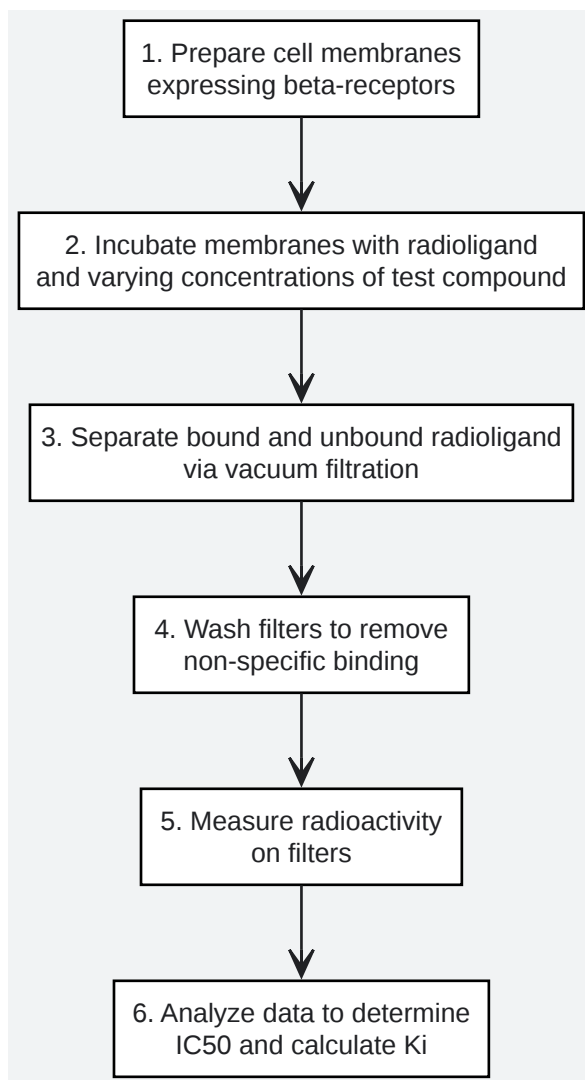 1. Prepare cell membranes
expressing beta-receptors
2. Incubate membranes with radioligand
and varying concentrations of test compound
3. Separate bound and unbound radioligand
via vacuum filtration
4. Wash filters to remove
non-specific binding
5. Measure radioactivity
on filters
6. Analyze data to determine
IC50 and calculate Ki